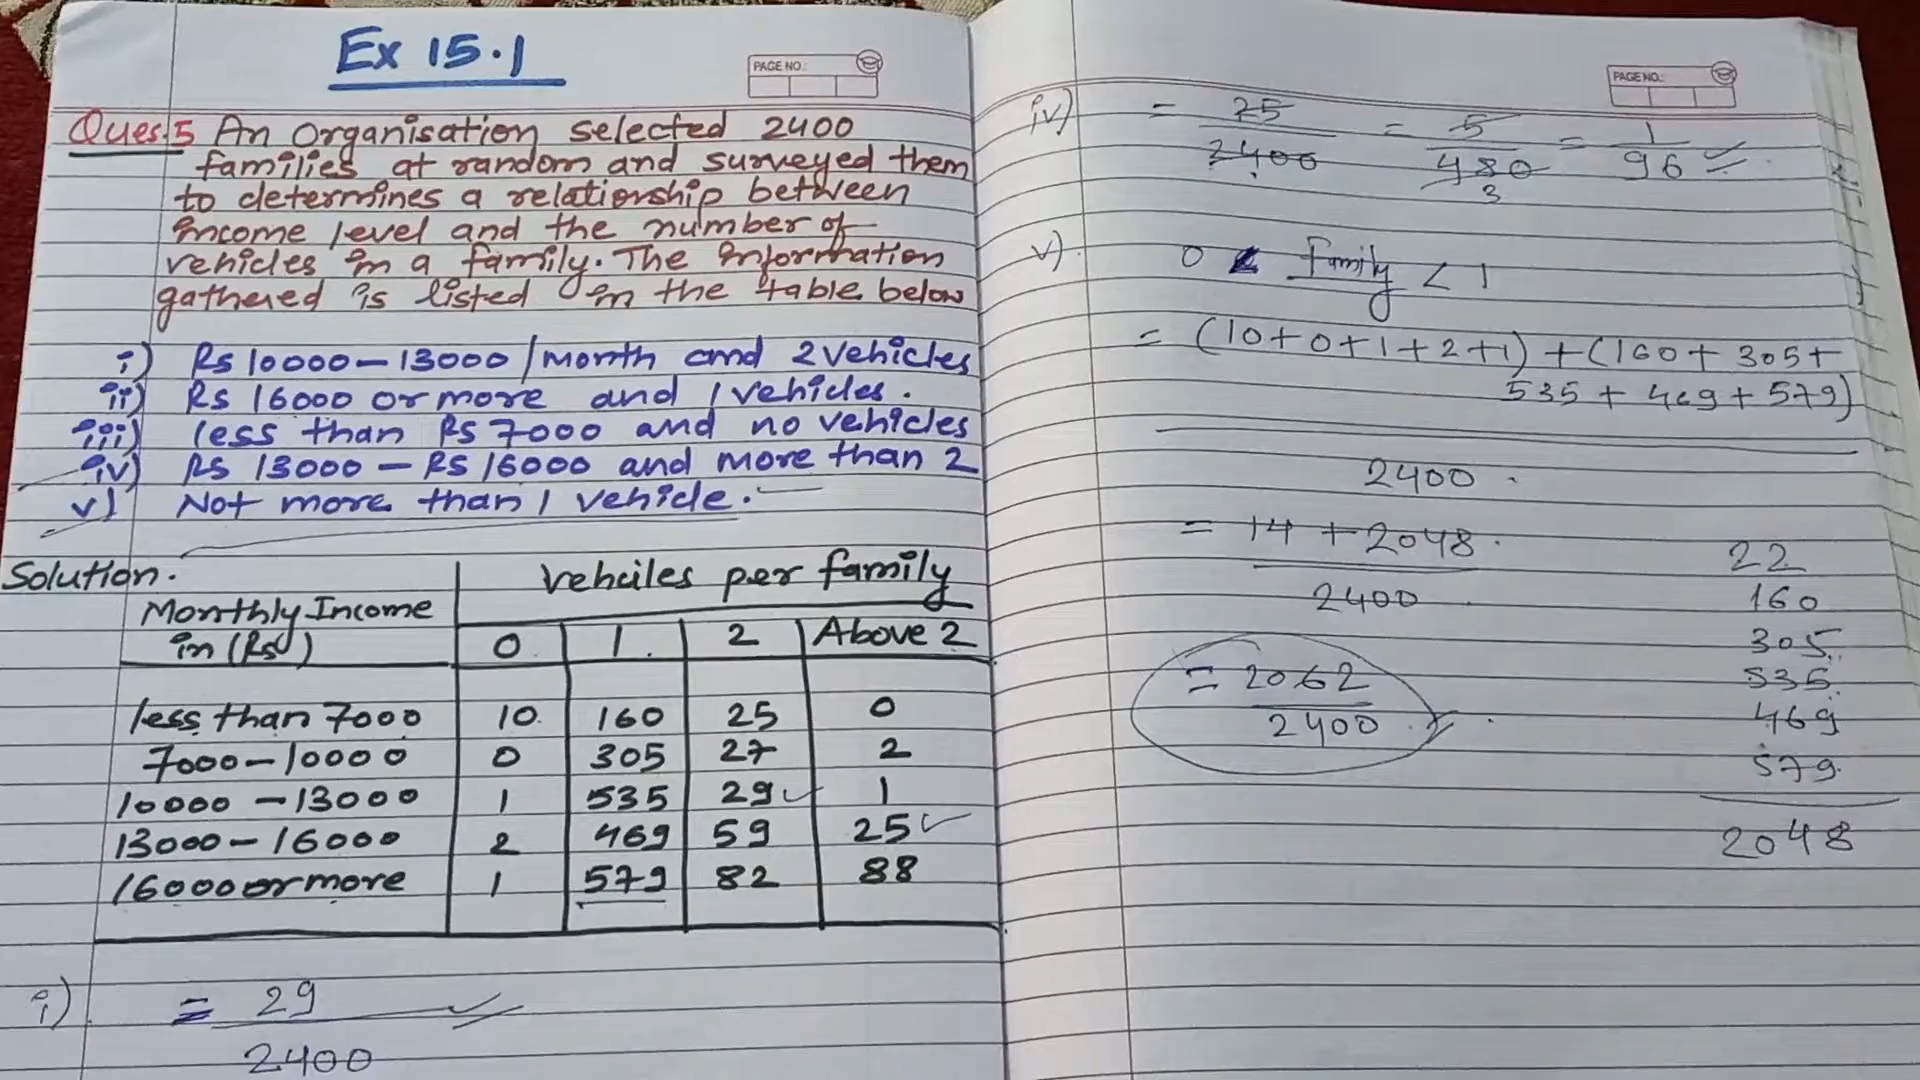 Ex 15.1
PAGE NO.:
Ques.5 An Organisation selected 2400
families at random and surveyed them
to determines a relationship between
income level and the number of
vehicles in a family. The information
gathered is listed in the table below
i) Rs 10000-13000/month and 2 vehicles
ii) Rs 16000 or more and 1 vehicles.
iii) less than Rs 7000 and no vehicles
iv) Rs 13000 - Rs 16000 and more than 2
v) Not more than 1 vehicle.
Solution.
Monthly Income in (Rs)
vehciles per family
0 1. 2 Above 2
less than 7000 10 160 25 0
7000-10000 0 305 27 2
10000-13000 1 535 29 1
13000-16000 2 469 59 25
16000 or more 1 579 82 88
i) = 29
2400
PAGE NO.:
iv) = 25 = 5 = 1
2400 480 96
3
v) 0 Family < 1
= (10+0+1+2+1) + (160+305+
535+469+579)
2400
= 14 + 2048
2400
= 2062
2400
22
160
305
535
469
579
2048